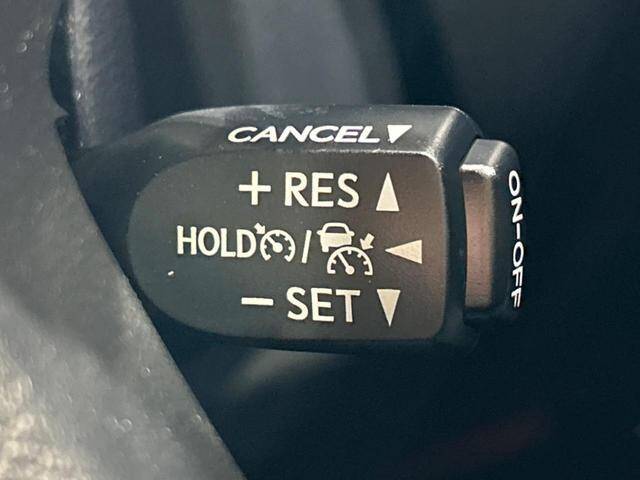 CANCEL▼
+ RES ▲
HOLD / ◀
− SET ▼
ON-OFF